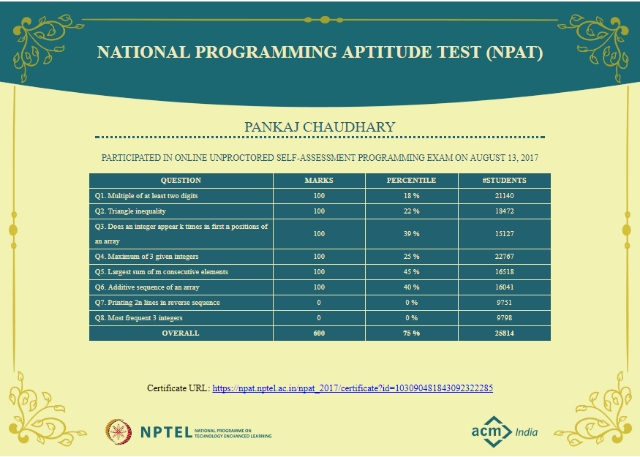 NATIONAL PROGRAMMING APTITUDE TEST (NPAT)
PANKAJ CHAUDHARY
PARTICIPATED IN ONLINE UNPROCTORED SELF-ASSESSMENT PROGRAMMING EXAM ON AUGUST 13, 2017
QUESTION MARKS PERCENTILE #STUDENTS
Q1. Multiple of at least two digits 100 18 % 21140
Q2. Triangle inequality 100 22 % 18472
Q3. Does an integer appear k times in first n positions of
an array 100 39 % 15127
Q4. Maximum of 3 given integers 100 25 % 22767
Q5. Largest sum of m consecutive elements 100 45 % 16518
Q6. Additive sequence of an array 100 40 % 16041
Q7. Printing 2n lines in reverse sequence 0 0 % 9751
Q8. Most frequent 3 integers 0 0 % 9798
OVERALL 600 75 % 25814
Certificate URL: https://npat.nptel.ac.in/npat_2017/certificate?id=103090481843092322285
NPTEL NATIONAL PROGRAMME ON
TECHNOLOGY ENHANCED LEARNING
acm India